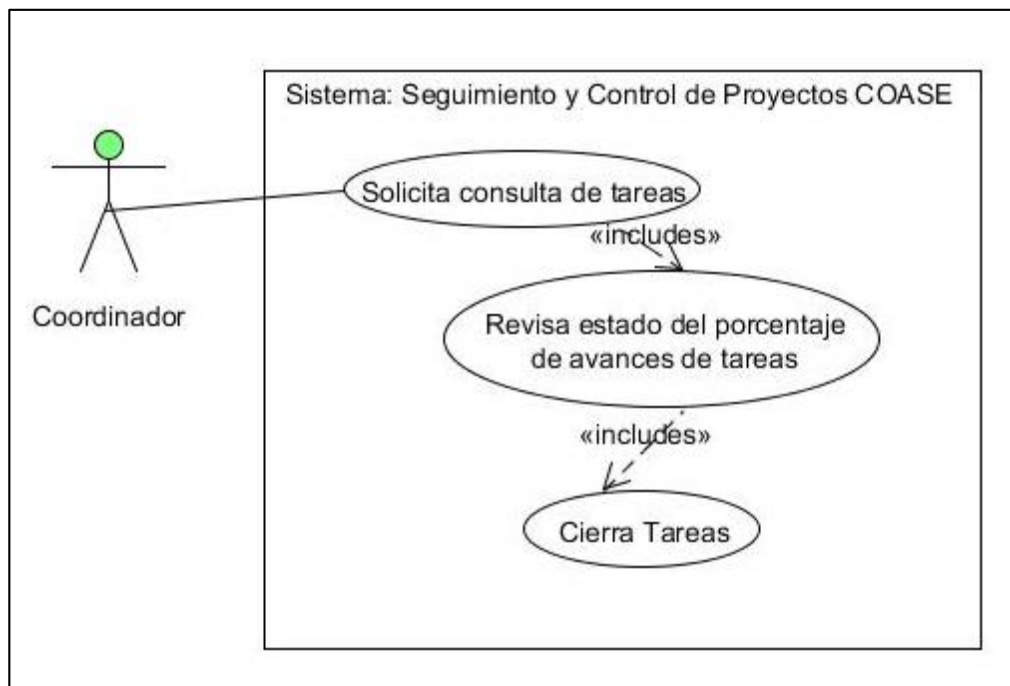 Sistema: Seguimiento y Control de Proyectos COASE
Solicita consulta de tareas
«includes»
Coordinador
Revisa estado del porcentaje
de avances de tareas
«includes»
Cierra Tareas